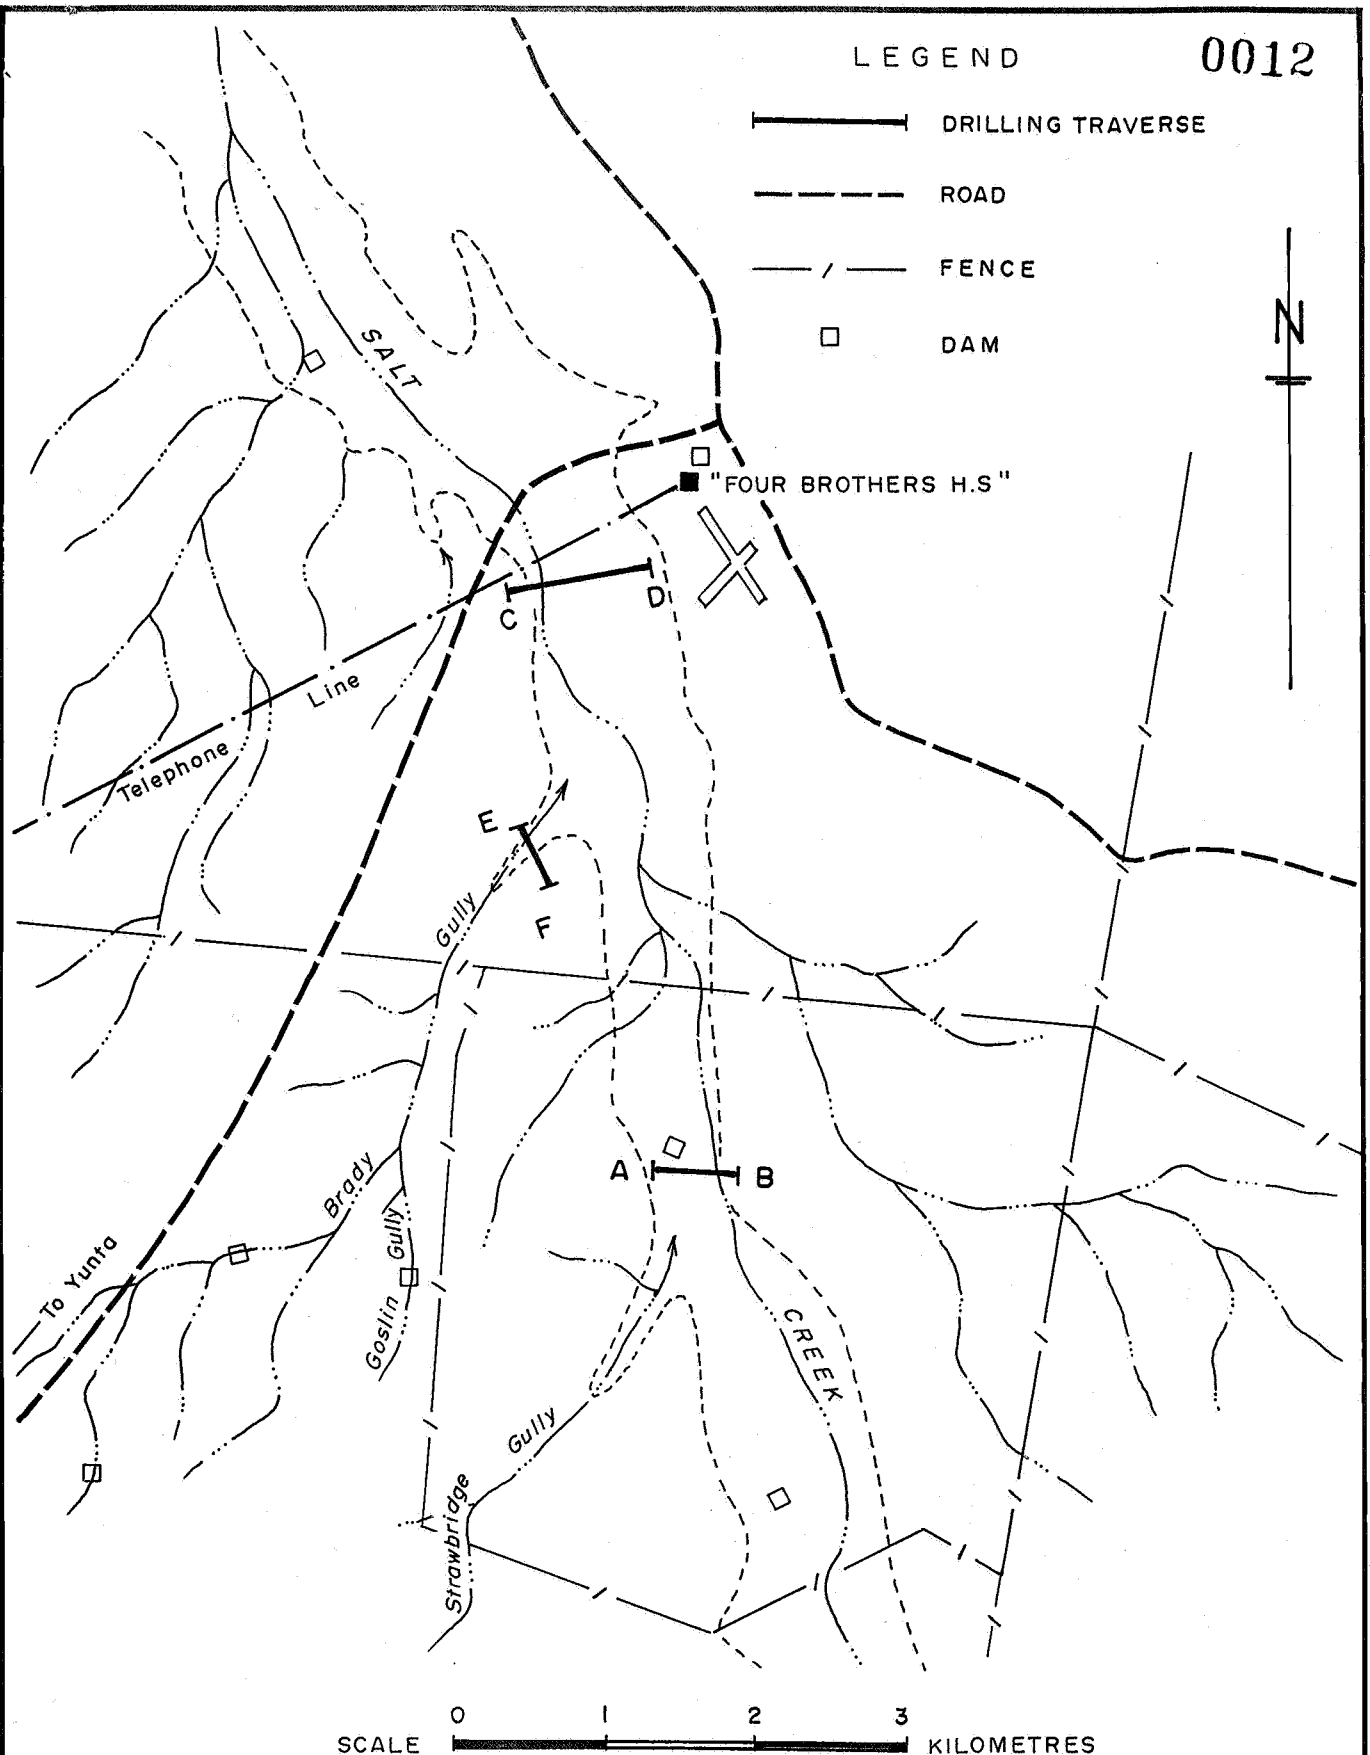 LEGEND
0012
DRILLING TRAVERSE
ROAD
FENCE
DAM
N
SALT
"FOUR BROTHERS H.S"
C
D
Telephone Line
E
F
Gully
A
B
Brady
Goslin Gully
To Yunta
CREEK
Gully
Strawbridge
0 1 2 3
SCALE KILOMETRES